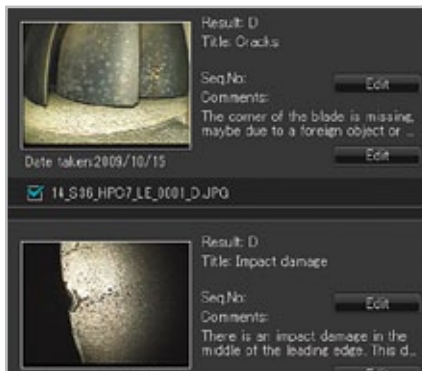 Result: D
Title: Cracks
Seq.No:
Edit
Comments:
The corner of the blade is missing,
maybe due to a foreign object or ...
Edit
Date taken:2009/10/15
14_S36_HPC7_LE_0001_D.JPG
Result: D
Title: Impact damage
Seq.No:
Edit
Comments:
There is an impact damage in the
middle of the leading edge. This d...